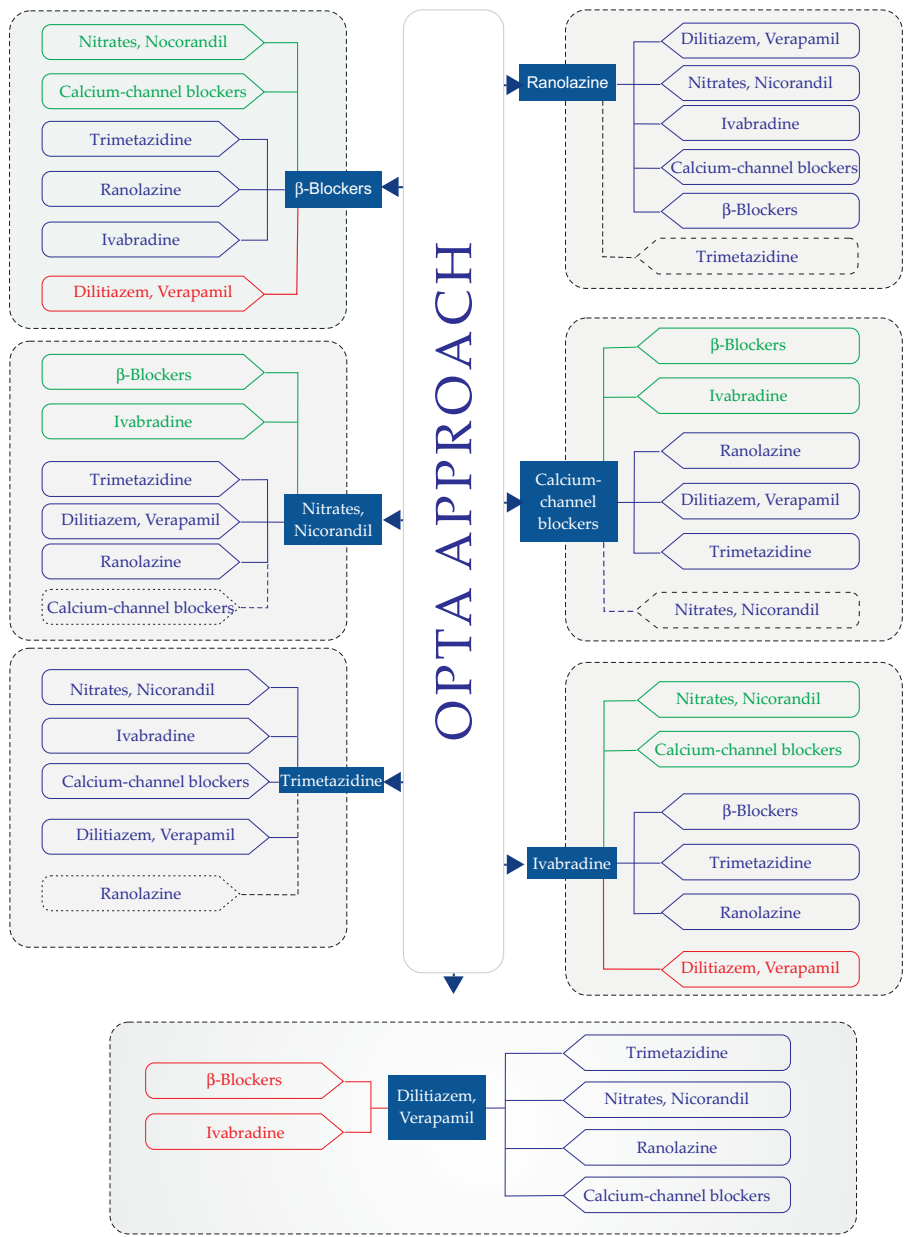 Nitrates, Nocorandil
Calcium-channel blockers
Trimetazidine
Ranolazine
Ivabradine
Dilitiazem, Verapamil
β-Blockers
β-Blockers
Ivabradine
Trimetazidine
Dilitiazem, Verapamil
Ranolazine
Calcium-channel blockers
Nitrates,
Nicorandil
Nitrates, Nicorandil
Ivabradine
Calcium-channel blockers
Dilitiazem, Verapamil
Ranolazine
Trimetazidine
OPTA APPROACH
Ranolazine
Dilitiazem, Verapamil
Nitrates, Nicorandil
Ivabradine
Calcium-channel blockers
β-Blockers
Trimetazidine
Calcium-
channel
blockers
β-Blockers
Ivabradine
Ranolazine
Dilitiazem, Verapamil
Trimetazidine
Nitrates, Nicorandil
Ivabradine
Nitrates, Nicorandil
Calcium-channel blockers
β-Blockers
Trimetazidine
Ranolazine
Dilitiazem, Verapamil
β-Blockers
Ivabradine
Dilitiazem,
Verapamil
Trimetazidine
Nitrates, Nicorandil
Ranolazine
Calcium-channel blockers